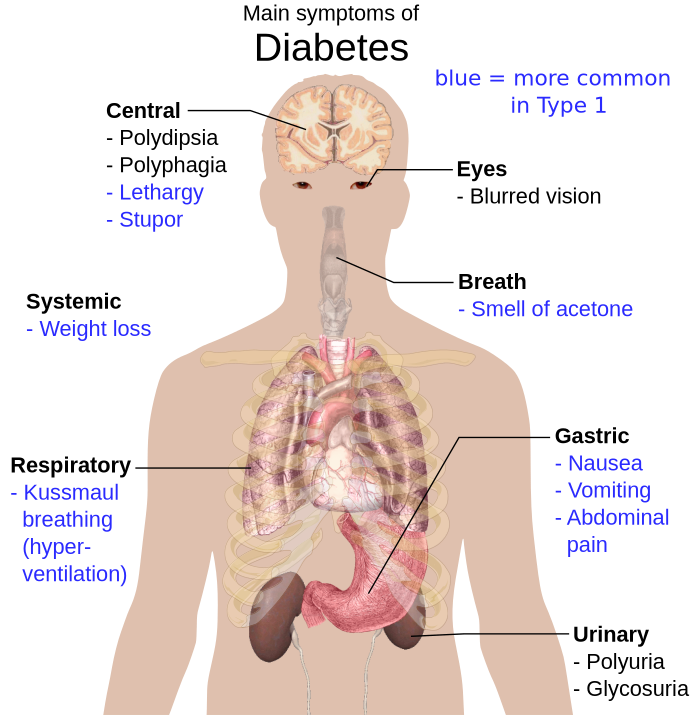 Main symptoms of
Diabetes
blue = more common
in Type 1
Central
- Polydipsia
- Polyphagia
- Lethargy
- Stupor
Eyes
- Blurred vision
Breath
- Smell of acetone
Systemic
- Weight loss
Gastric
- Nausea
- Vomiting
- Abdominal
pain
Respiratory
- Kussmaul
breathing
(hyper-
ventilation)
Urinary
- Polyuria
- Glycosuria